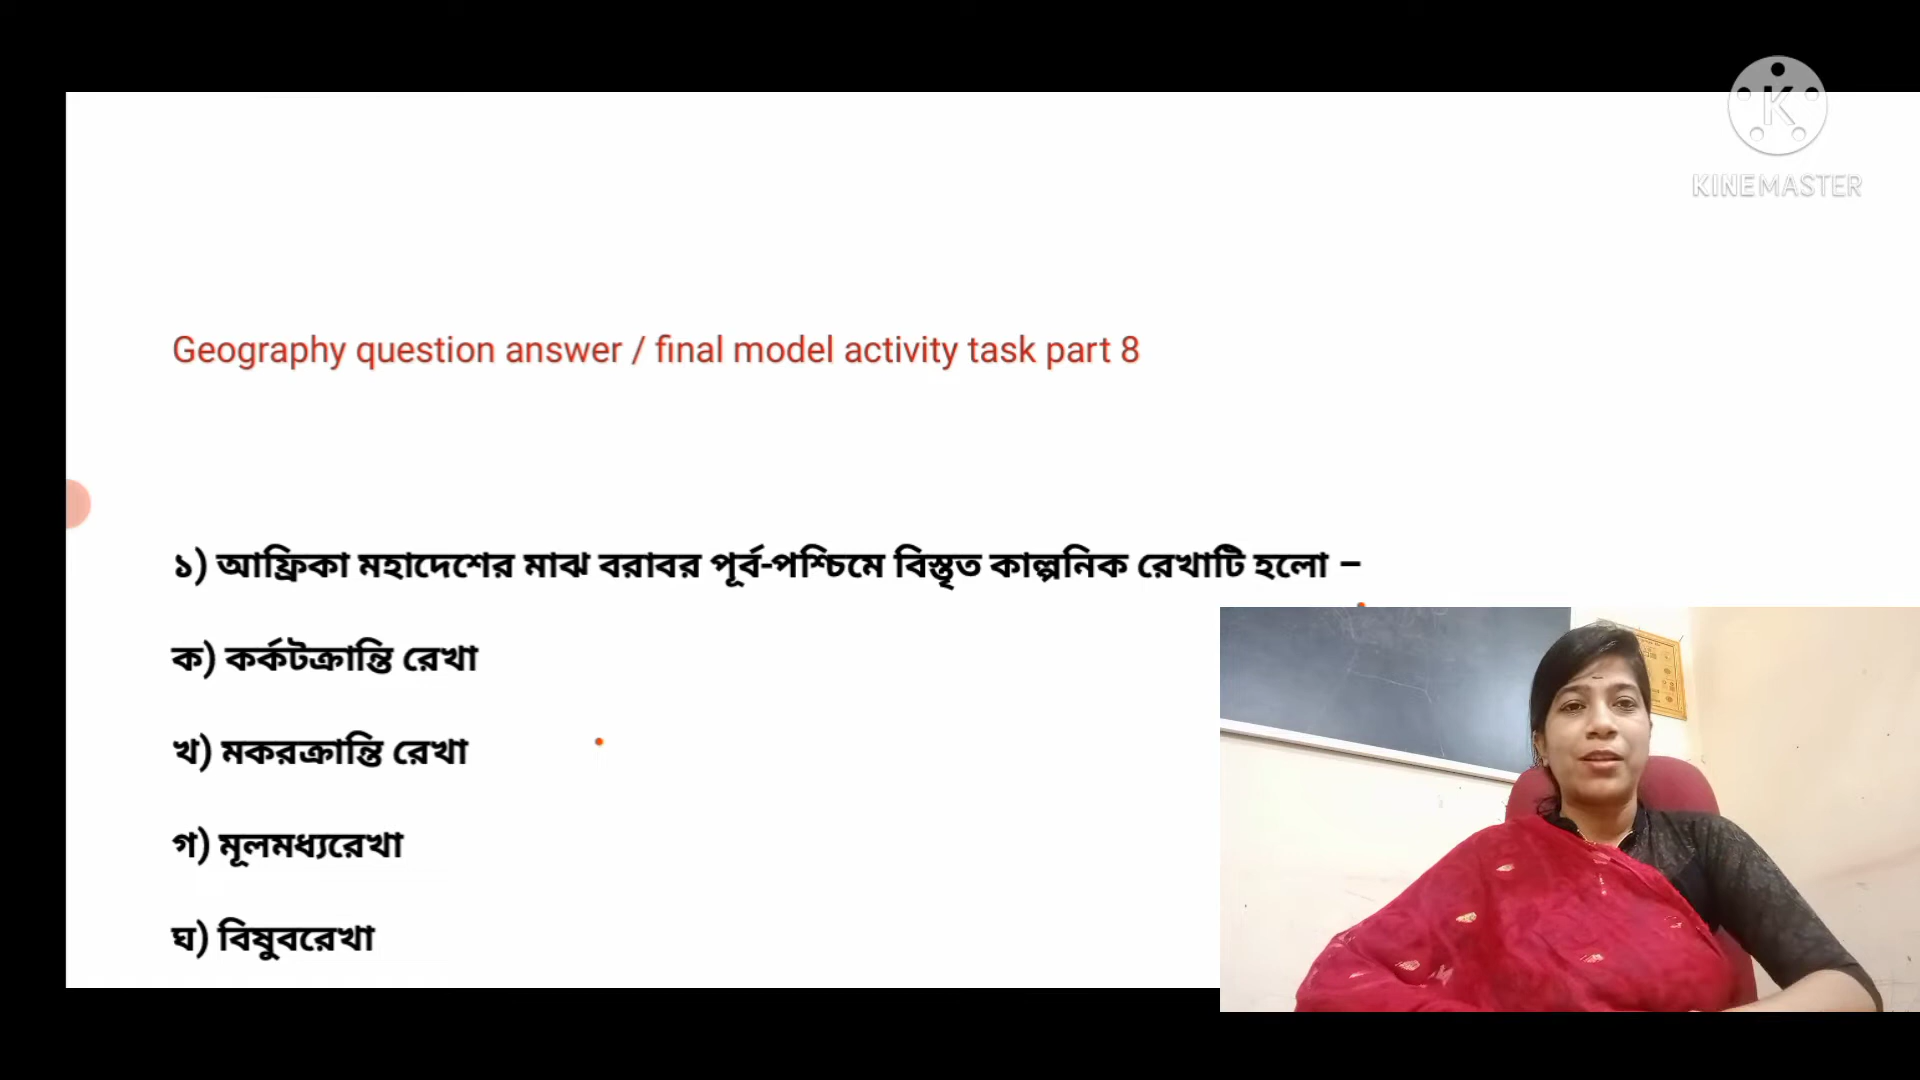 K
KINEMASTER
Geography question answer / final model activity task part 8
১) আফ্রিকা মহাদেশের মাঝ বরাবর পূর্ব-পশ্চিমে বিস্তৃত কাল্পনিক রেখাটি হলো –
ক) কর্কটক্রান্তি রেখা
খ) মকরক্রান্তি রেখা
গ) মূলমধ্যরেখা
ঘ) বিষুবরেখা